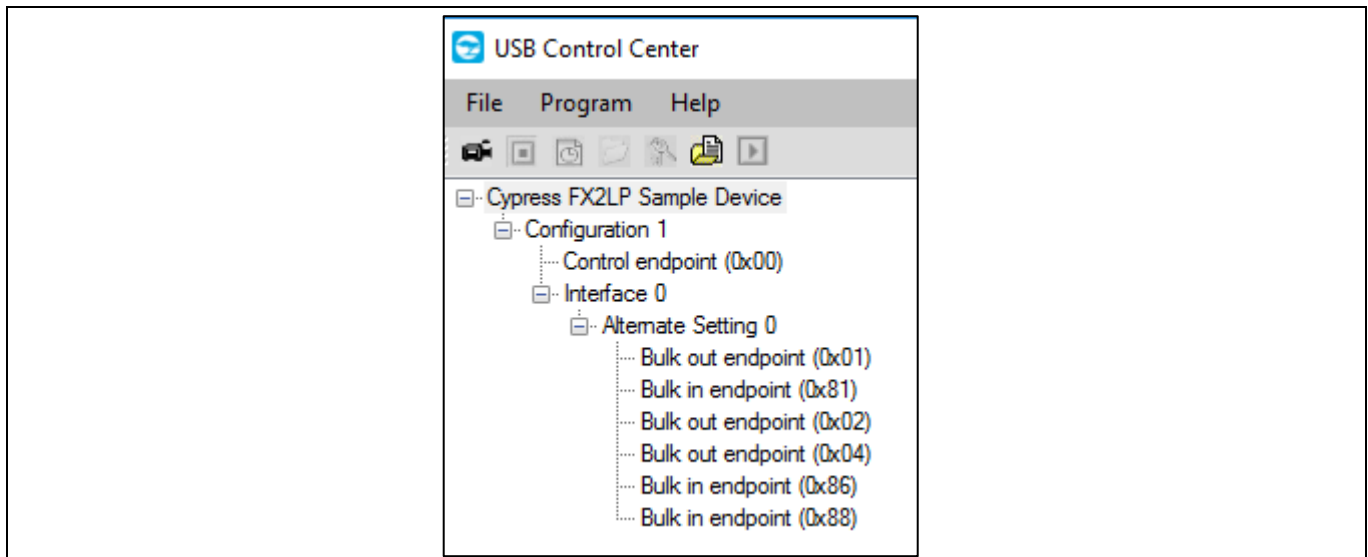 USB Control Center
File Program Help
Cypress FX2LP Sample Device
Configuration 1
Control endpoint (0x00)
Interface 0
Alternate Setting 0
Bulk out endpoint (0x01)
Bulk in endpoint (0x81)
Bulk out endpoint (0x02)
Bulk out endpoint (0x04)
Bulk in endpoint (0x86)
Bulk in endpoint (0x88)